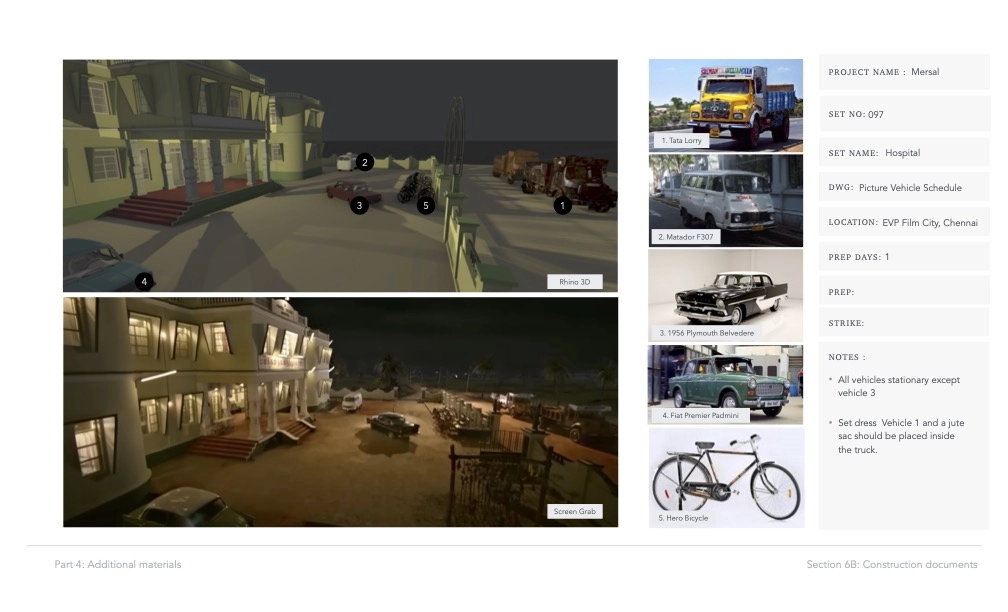 2
3
5
1
4
Rhino 3D
Screen Grab
1. Tata Lorry
2. Matador F307
3. 1956 Plymouth Belvedere
4. Fiat Premier Padmini
5. Hero Bicycle
PROJECT NAME : Mersal
SET NO: 097
SET NAME: Hospital
DWG: Picture Vehicle Schedule
LOCATION: EVP Film City, Chennai
PREP DAYS: 1
PREP:
STRIKE:
NOTES :
• All vehicles stationary except
vehicle 3
• Set dress Vehicle 1 and a jute
sac should be placed inside
the truck.
Part 4: Additional materials
Section 6B: Construction documents